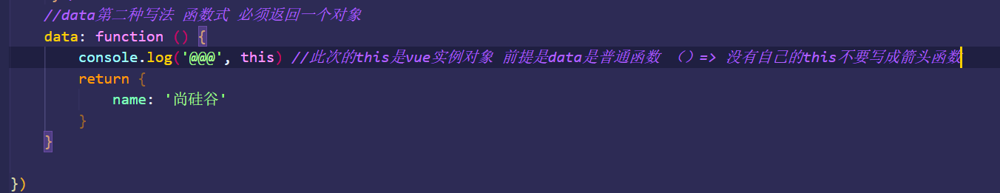 //data第二种写法 函数式 必须返回一个对象
data: function () {
console.log('@@@', this) //此次的this是vue实例对象 前提是data是普通函数 （）=> 没有自己的this不要写成箭头函数
return {
name: '尚硅谷'
}
}
})